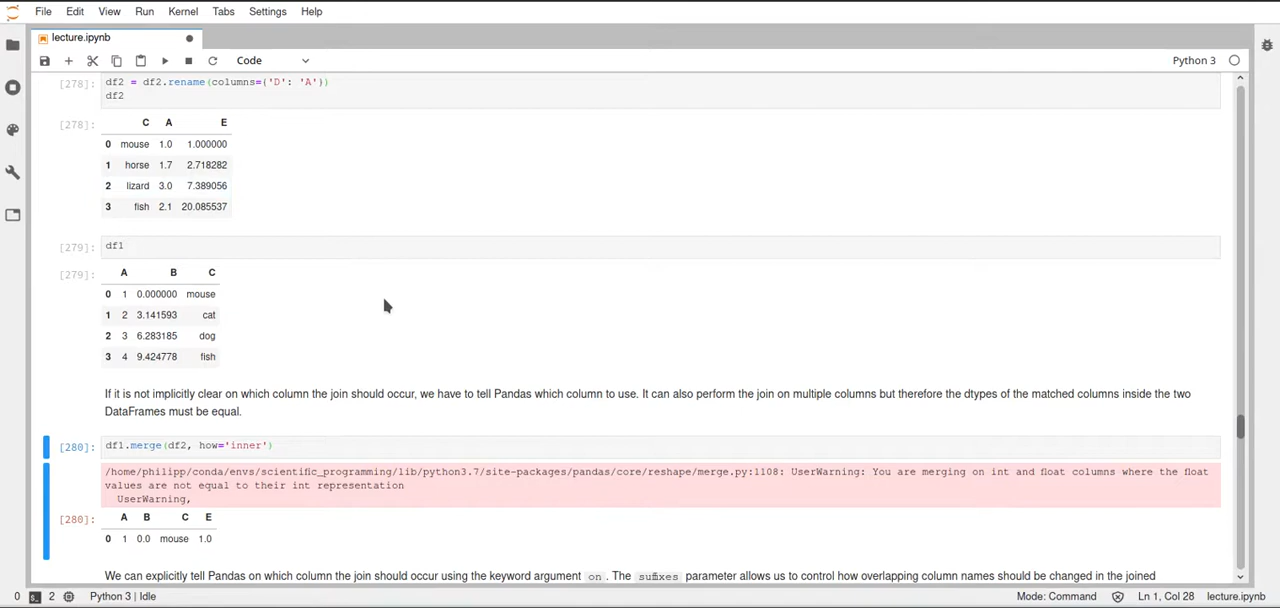 File Edit View Run Kernel Tabs Settings Help
lecture.ipynb
Code
Python 3
[278]: df2 = df2.rename(columns={'D': 'A'})
df2
[278]: C A E
0 mouse 1.0 1.000000
1 horse 1.7 2.718282
2 lizard 3.0 7.389056
3 fish 2.1 20.085537
[279]: df1
[279]: A B C
0 1 0.000000 mouse
1 2 3.141593 cat
2 3 6.283185 dog
3 4 9.424778 fish
If it is not implicitly clear on which column the join should occur, we have to tell Pandas which column to use. It can also perform the join on multiple columns but therefore the dtypes of the matched columns inside the two
DataFrames must be equal.
[280]: df1.merge(df2, how='inner')
/home/philipp/conda/envs/scientific_programming/lib/python3.7/site-packages/pandas/core/reshape/merge.py:1108: UserWarning: You are merging on int and float columns where the float
values are not equal to their int representation
UserWarning,
[280]: A B C E
0 1 0.0 mouse 1.0
We can explicitly tell Pandas on which column the join should occur using the keyword argument on. The suffixes parameter allows us to control how overlapping column names should be changed in the joined
0 2 Python 3 | Idle Mode: Command Ln 1, Col 28 lecture.ipynb